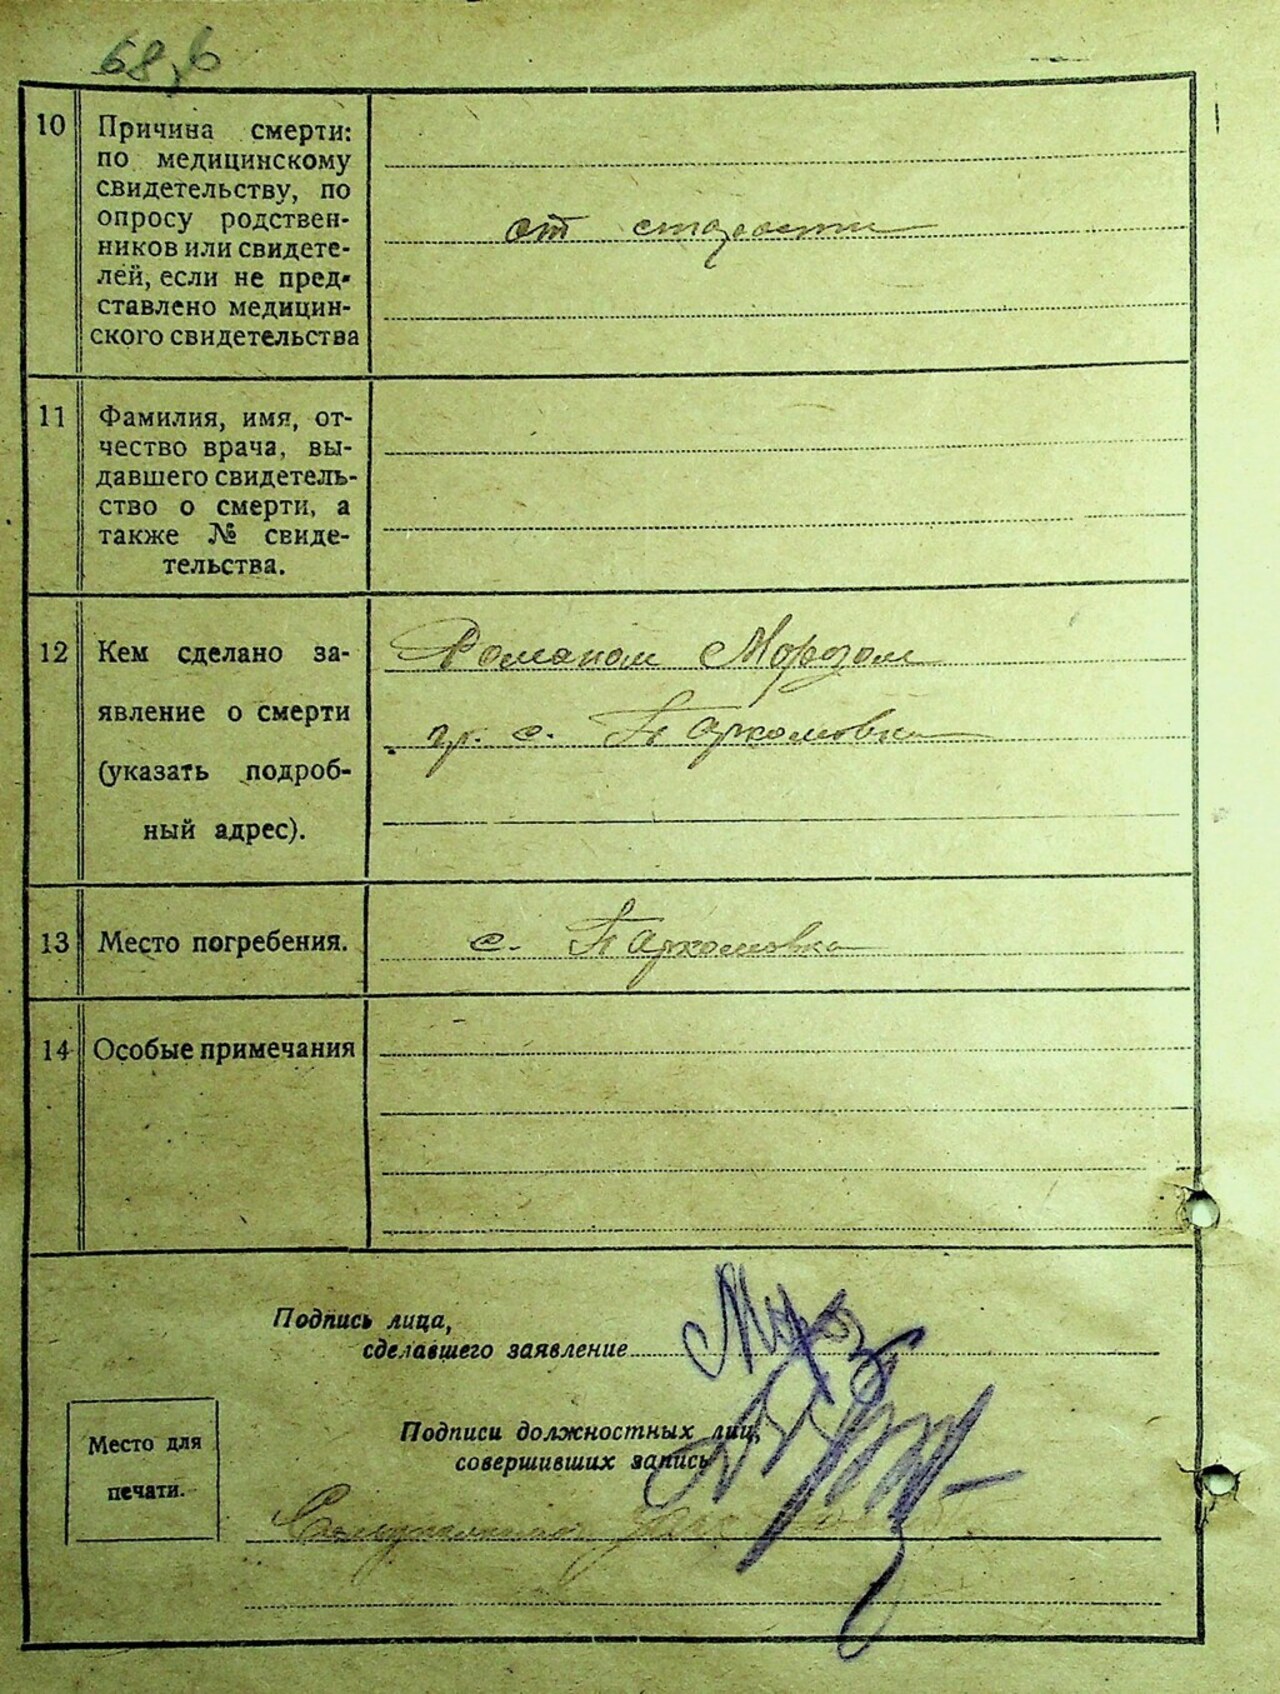 10 Причина смерти:
по медицинскому
свидетельству, по
опросу родствен-
ников или свидете-
лей, если не пред-
ставлено медицин-
ского свидетельства
от старости
11 Фамилия, имя, от-
чество врача, вы-
давшего свидетель-
ство о смерти, а
также № свиде-
тельства.
12 Кем сделано за-
явление о смерти
(указать подроб-
ный адрес).
Романом Морозом
гр. с. Пархомовка
13 Место погребения.
с. Пархомовка
14 Особые примечания
Подпись лица,
сделавшего заявление
Мороз
Подписи должностных лиц,
совершивших запись
Место для
печати.